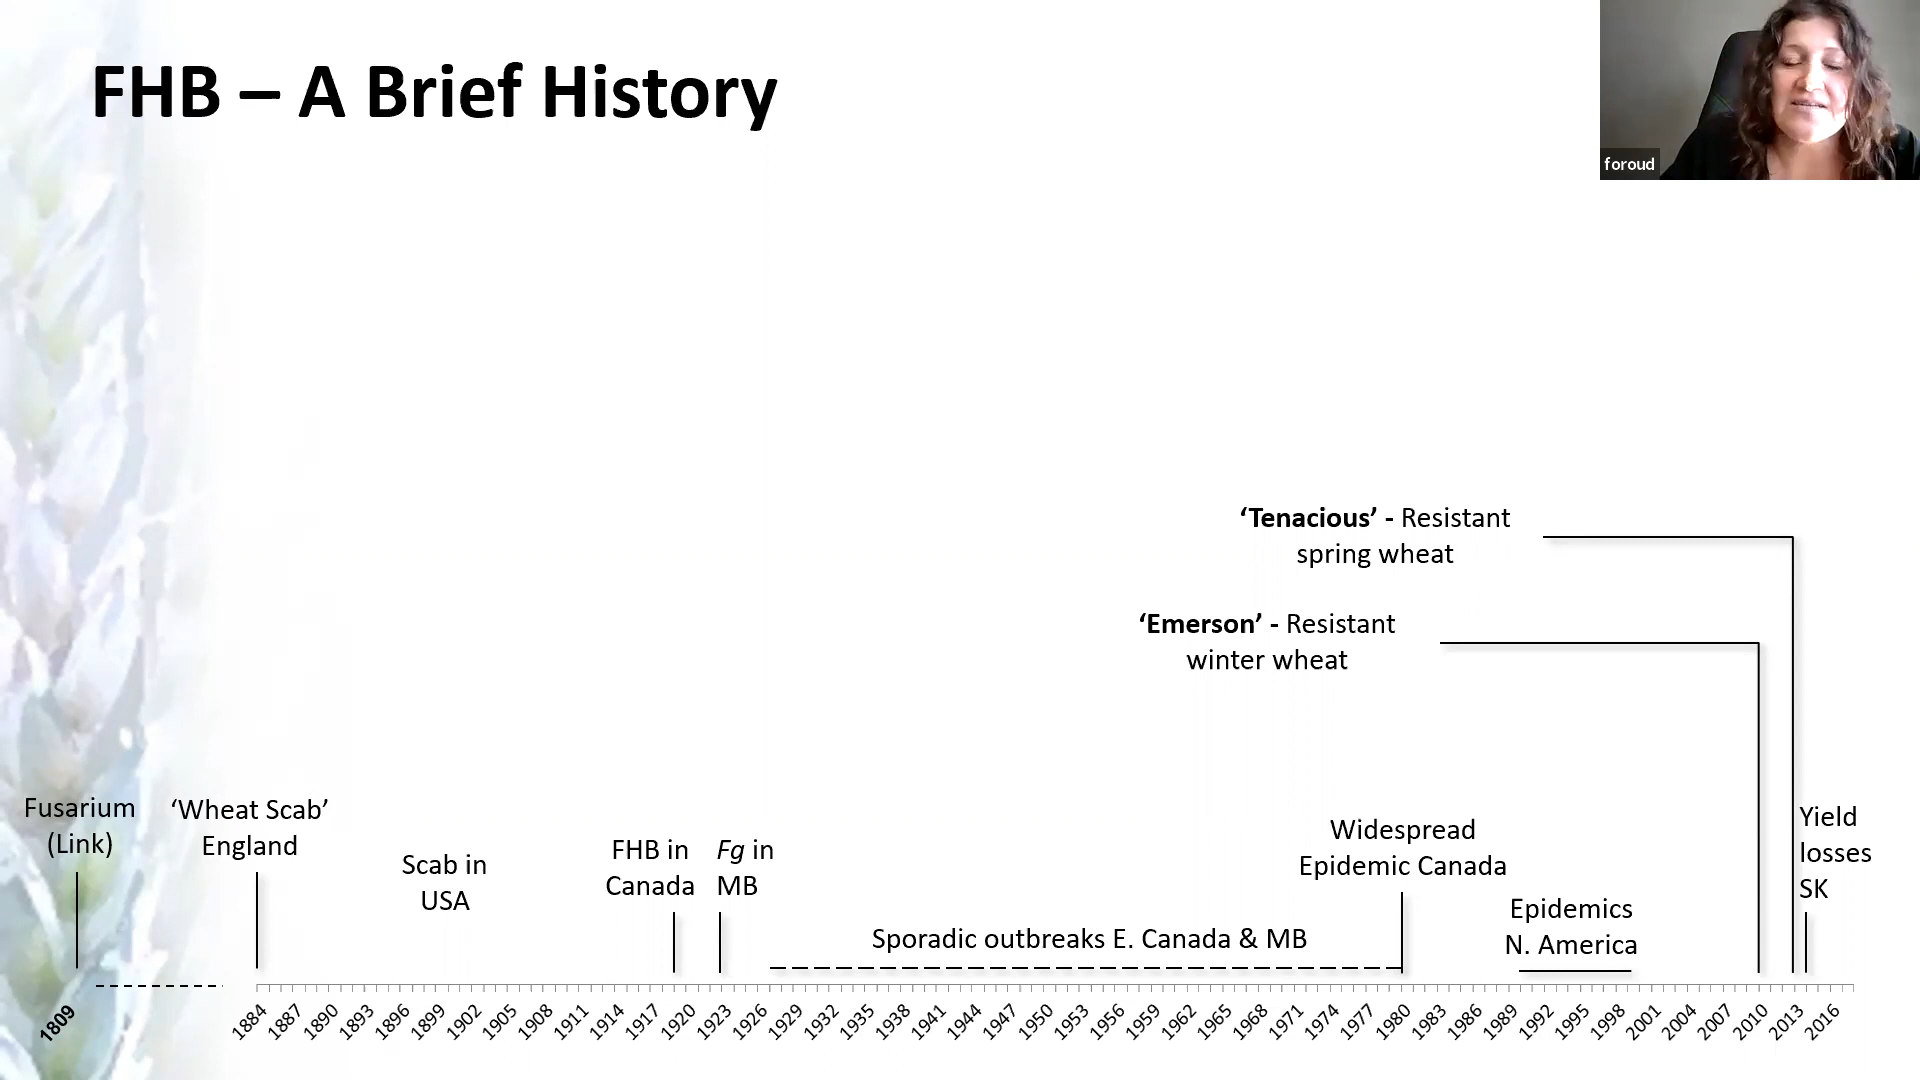 FHB – A Brief History
foroud
‘Tenacious’ - Resistant
spring wheat
‘Emerson’ - Resistant
winter wheat
Fusarium
(Link)
‘Wheat Scab’
England
Scab in
USA
FHB in
Canada
Fg in
MB
Sporadic outbreaks E. Canada & MB
Widespread
Epidemic Canada
Epidemics
N. America
Yield
losses
SK
1809 1884 1887 1890 1893 1896 1899 1902 1905 1908 1911 1914 1917 1920 1923 1926 1929 1932 1935 1938 1941 1944 1947 1950 1953 1956 1959 1962 1965 1968 1971 1974 1977 1980 1983 1986 1989 1992 1995 1998 2001 2004 2007 2010 2013 2016